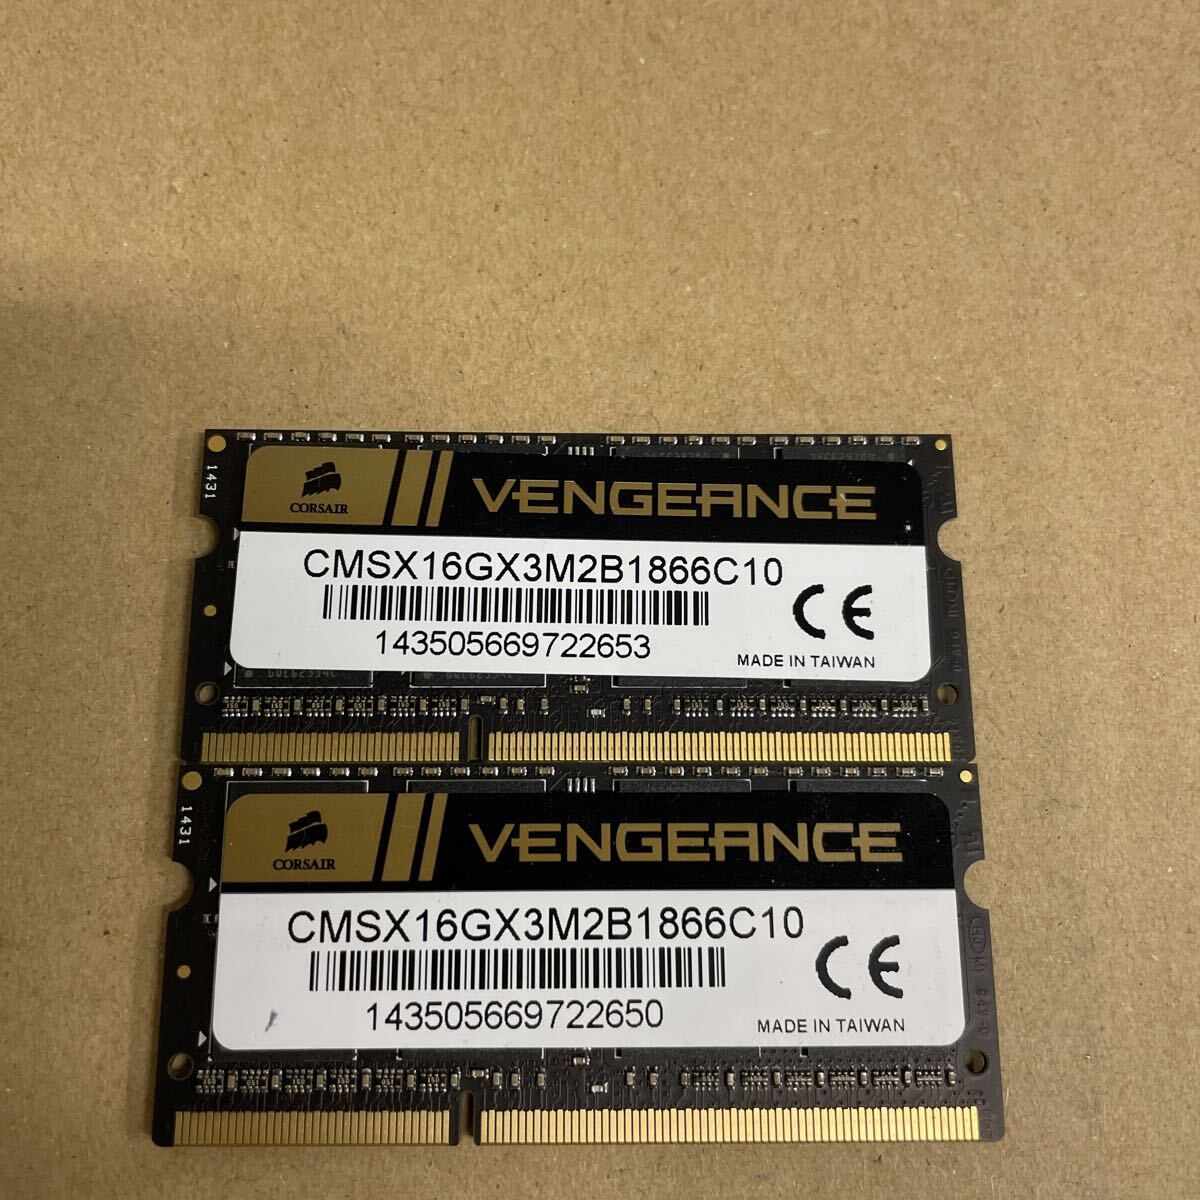 1431
CORSAIR
VENGEANCE
CMSX16GX3M2B1866C10
143505669722653
CE
MADE IN TAIWAN
1431
CORSAIR
VENGEANCE
CMSX16GX3M2B1866C10
143505669722650
CE
MADE IN TAIWAN